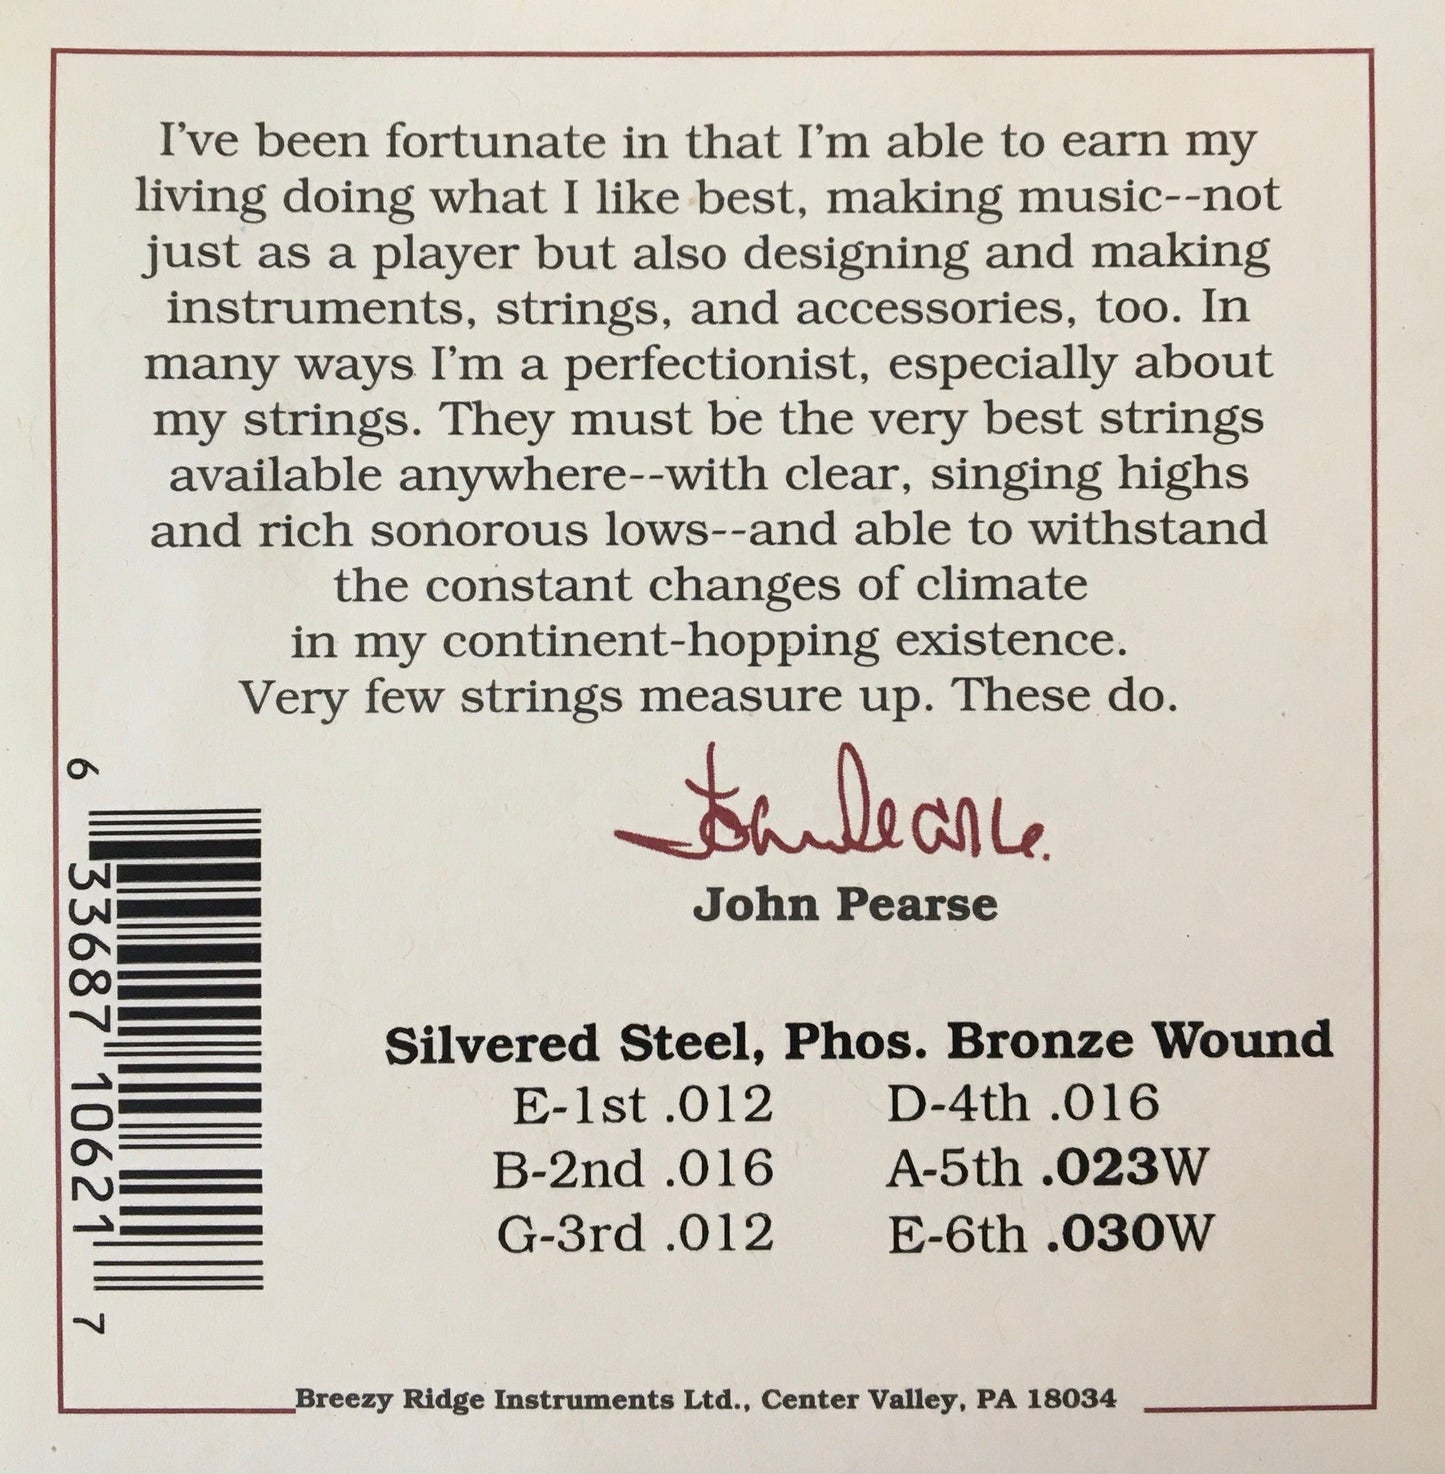 I've been fortunate in that I'm able to earn my
living doing what I like best, making music--not
just as a player but also designing and making
instruments, strings, and accessories, too. In
many ways I'm a perfectionist, especially about
my strings. They must be the very best strings
available anywhere--with clear, singing highs
and rich sonorous lows--and able to withstand
the constant changes of climate
in my continent-hopping existence.
Very few strings measure up. These do.
John Pearse.
John Pearse
6 33687 10621 7
Silvered Steel, Phos. Bronze Wound
E-1st .012 D-4th .016
B-2nd .016 A-5th .023W
G-3rd .012 E-6th .030W
Breezy Ridge Instruments Ltd., Center Valley, PA 18034